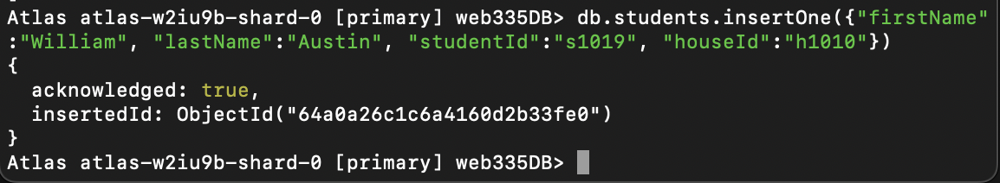 Atlas atlas-w2iu9b-shard-0 [primary] web335DB> db.students.insertOne({"firstName"
:"William", "lastName":"Austin", "studentId":"s1019", "houseId":"h1010"})
{
  acknowledged: true,
  insertedId: ObjectId("64a0a26c1c6a4160d2b33fe0")
}
Atlas atlas-w2iu9b-shard-0 [primary] web335DB>